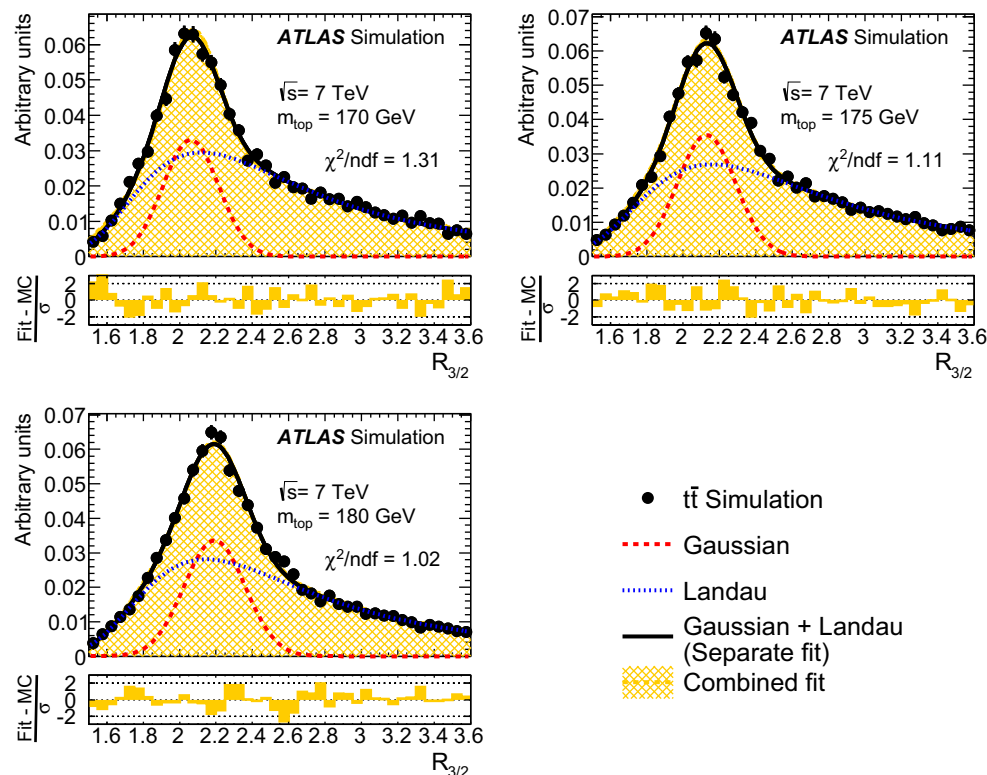 Arbitrary units
0.06
0.05
0.04
0.03
0.02
0.01
0
ATLAS Simulation
√s= 7 TeV
m_top = 170 GeV
χ²/ndf = 1.31
Fit - MC
σ
2
0
-2
1.6 1.8 2 2.2 2.4 2.6 2.8 3 3.2 3.4 3.6
R_3/2
Arbitrary units
0.07
0.06
0.05
0.04
0.03
0.02
0.01
0
ATLAS Simulation
√s= 7 TeV
m_top = 175 GeV
χ²/ndf = 1.11
Fit - MC
σ
2
0
-2
1.6 1.8 2 2.2 2.4 2.6 2.8 3 3.2 3.4 3.6
R_3/2
Arbitrary units
0.07
0.06
0.05
0.04
0.03
0.02
0.01
0
ATLAS Simulation
√s= 7 TeV
m_top = 180 GeV
χ²/ndf = 1.02
Fit - MC
σ
2
0
-2
1.6 1.8 2 2.2 2.4 2.6 2.8 3 3.2 3.4 3.6
R_3/2
tt̄ Simulation
Gaussian
Landau
Gaussian + Landau
(Separate fit)
Combined fit